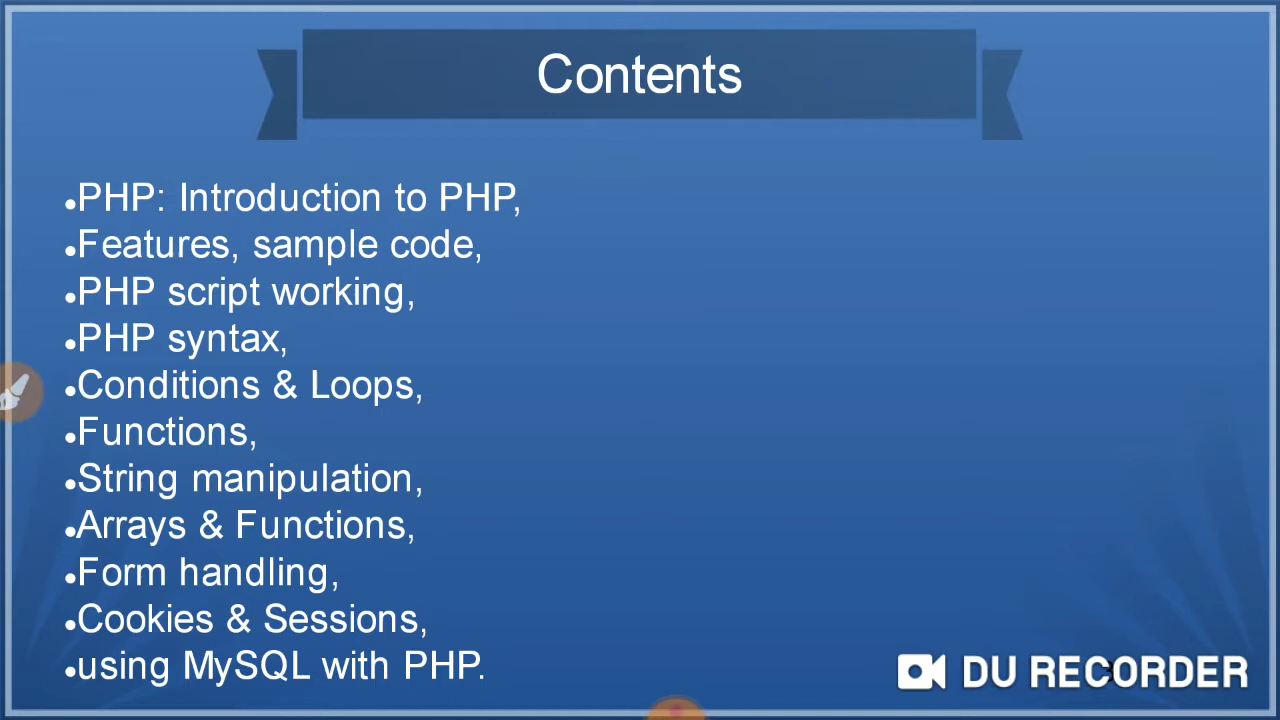 Contents
•PHP: Introduction to PHP,
•Features, sample code,
•PHP script working,
•PHP syntax,
•Conditions & Loops,
•Functions,
•String manipulation,
•Arrays & Functions,
•Form handling,
•Cookies & Sessions,
•using MySQL with PHP.
DU RECORDER